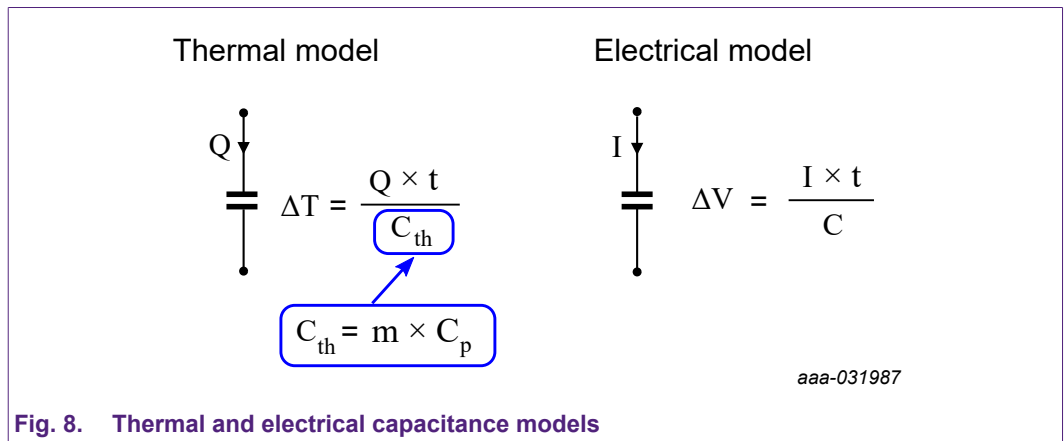 Thermal model
Electrical model
Q
ΔT = Q × t / C_th
C_th = m × C_p
I
ΔV = I × t / C
aaa-031987
Fig. 8. Thermal and electrical capacitance models